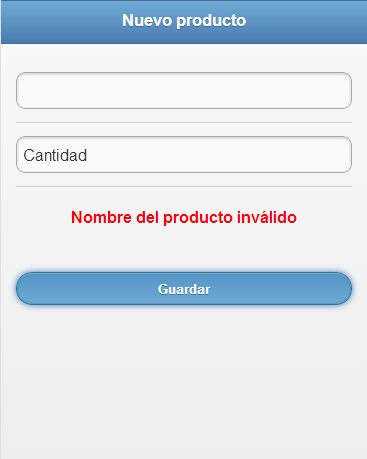 Nuevo producto
Cantidad
Nombre del producto inválido
Guardar